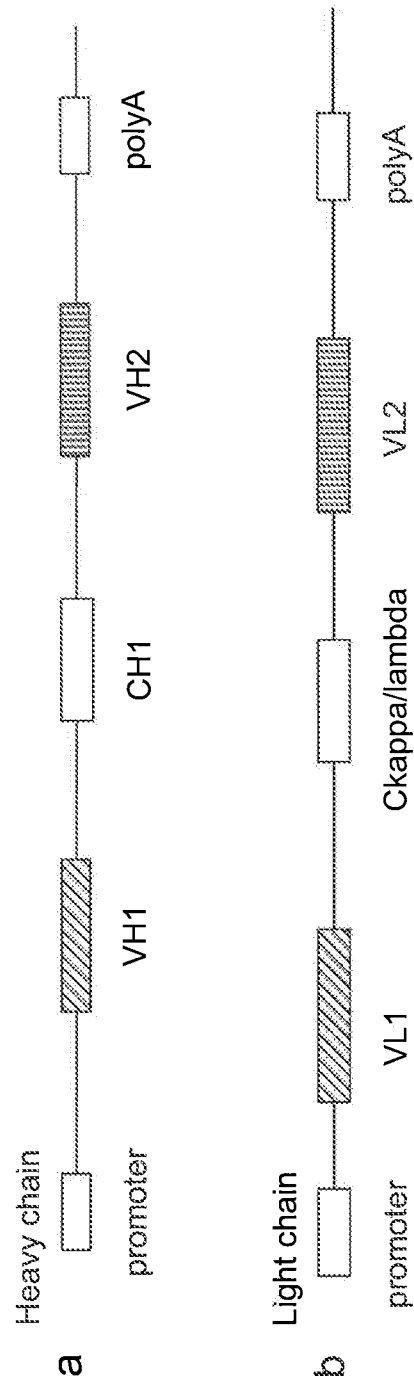 a
Heavy chain
promoter
VH1
CH1
VH2
polyA
b
Light chain
promoter
VL1
Ckappa/lambda
VL2
polyA